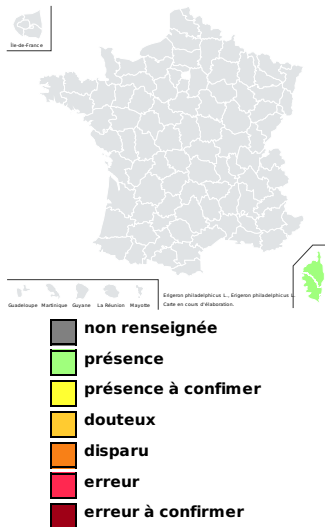 Île-de-France
Guadeloupe Martinique Guyane La Réunion Mayotte
Erigeron philadelphicus L., Erigeron philadelphicus L.
Carte en cours d'élaboration.
non renseignée
présence
présence à confimer
douteux
disparu
erreur
erreur à confirmer